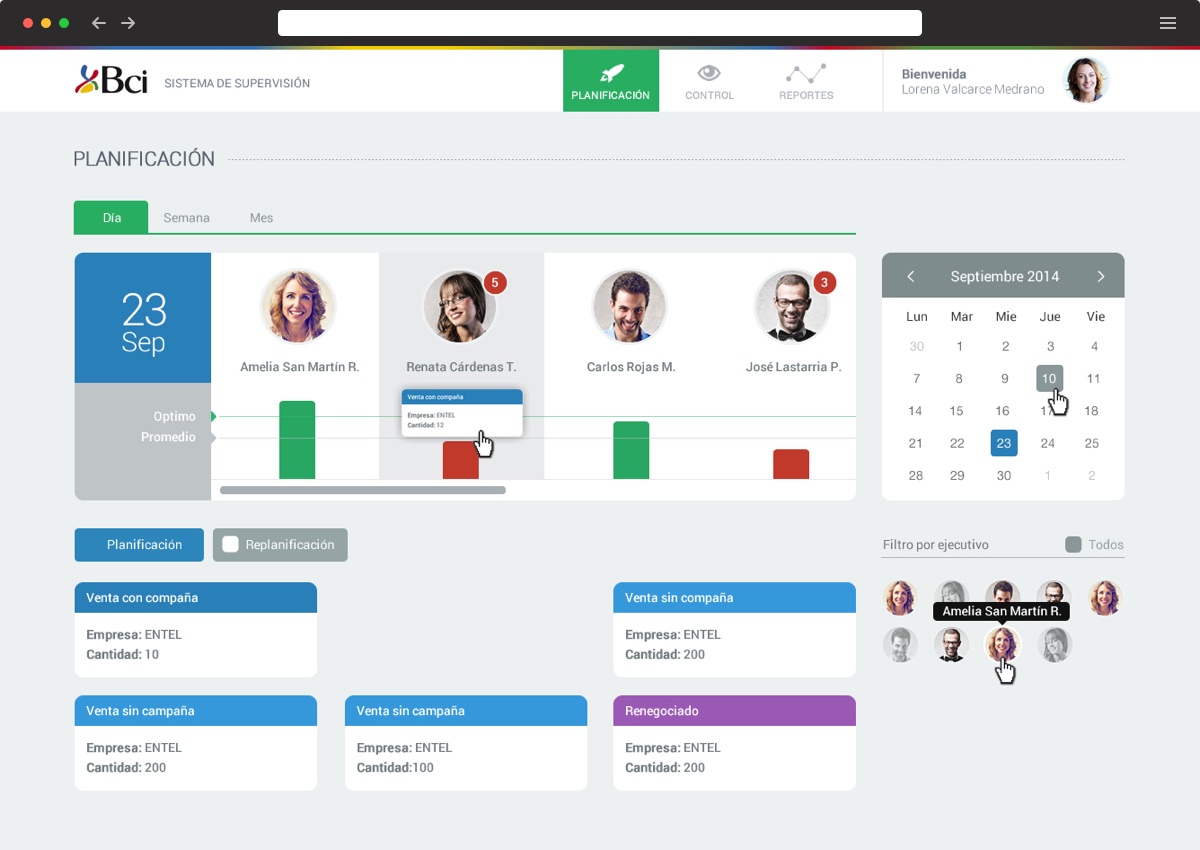 Bci SISTEMA DE SUPERVISIÓN
PLANIFICACIÓN
CONTROL
REPORTES
Bienvenida
Lorena Valcarce Medrano
PLANIFICACIÓN
Día Semana Mes
23
Sep
5
3
Amelia San Martín R.
Renata Cárdenas T.
Carlos Rojas M.
José Lastarria P.
Venta con compaña
Empresa: ENTEL
Cantidad: 12
Optimo
Promedio
Septiembre 2014
Lun Mar Mie Jue Vie
30 1 2 3 4
7 8 9 10 11
14 15 16 17 18
21 22 23 24 25
28 29 30 1 2
Planificación
Replanificación
Filtro por ejecutivo
Todos
Amelia San Martín R.
Venta con compaña
Empresa: ENTEL
Cantidad: 10
Venta sin compaña
Empresa: ENTEL
Cantidad: 200
Venta sin campaña
Empresa: ENTEL
Cantidad: 200
Venta sin campaña
Empresa: ENTEL
Cantidad:100
Renegociado
Empresa: ENTEL
Cantidad: 200